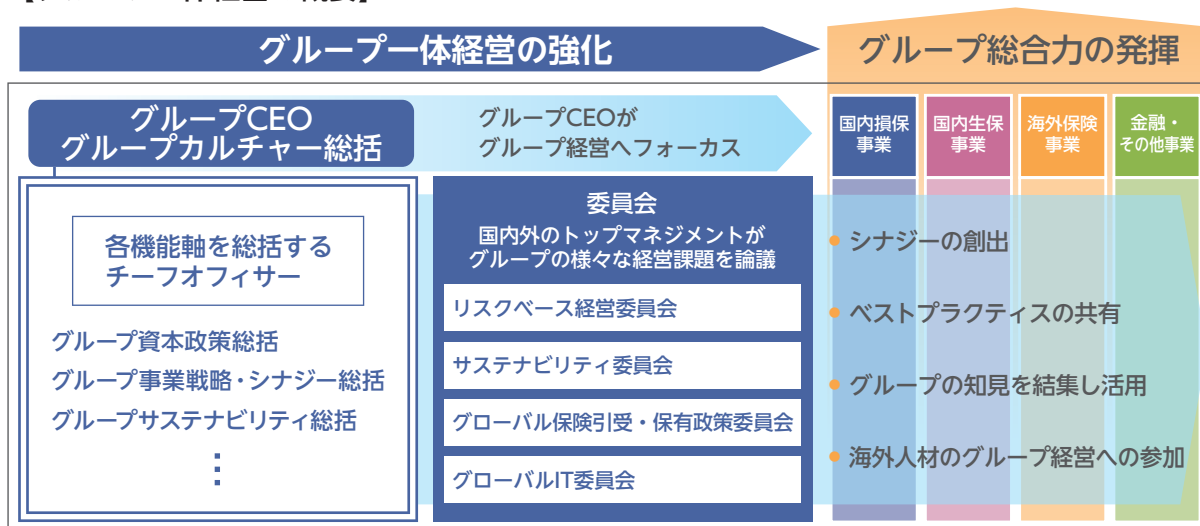 グループ一体経営の強化
グループ総合力の発揮
グループCEO
グループカルチャー総括
グループCEOが
グループ経営へフォーカス
国内損保
事業
国内生保
事業
海外保険
事業
金融・
その他事業
各機能軸を総括する
チーフオフィサー
グループ資本政策総括
グループ事業戦略・シナジー総括
グループサステナビリティ総括
⋮
委員会
国内外のトップマネジメントが
グループの様々な経営課題を論議
リスクベース経営委員会
サステナビリティ委員会
グローバル保険引受・保有政策委員会
グローバルIT委員会
• シナジーの創出
• ベストプラクティスの共有
• グループの知見を結集し活用
• 海外人材のグループ経営への参加